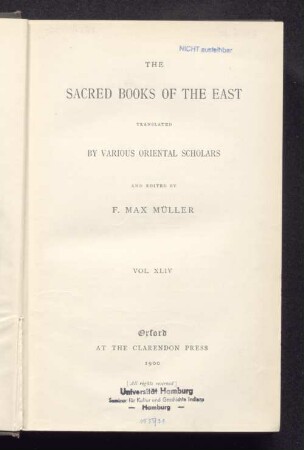 NICHT ausleihbar
THE
SACRED BOOKS OF THE EAST
TRANSLATED
BY VARIOUS ORIENTAL SCHOLARS
AND EDITED BY
F. MAX MÜLLER
VOL. XLIV
Oxford
AT THE CLARENDON PRESS
1900
[All rights reserved]
Universität Hamburg
Seminar für Kultur und Geschichte Indiens
– Hamburg –